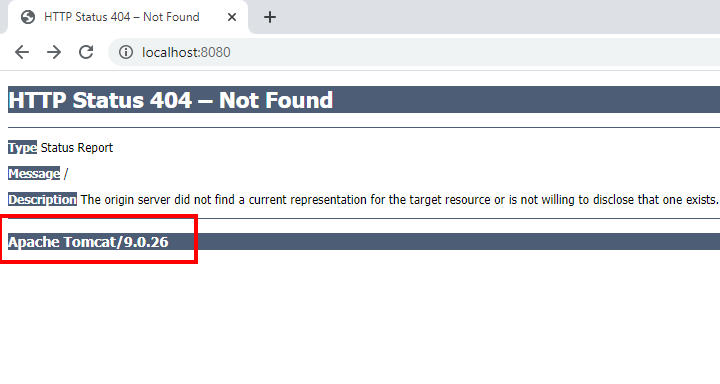 HTTP Status 404 – Not Found
localhost:8080
HTTP Status 404 – Not Found
Type Status Report
Message /
Description The origin server did not find a current representation for the target resource or is not willing to disclose that one exists.
Apache Tomcat/9.0.26